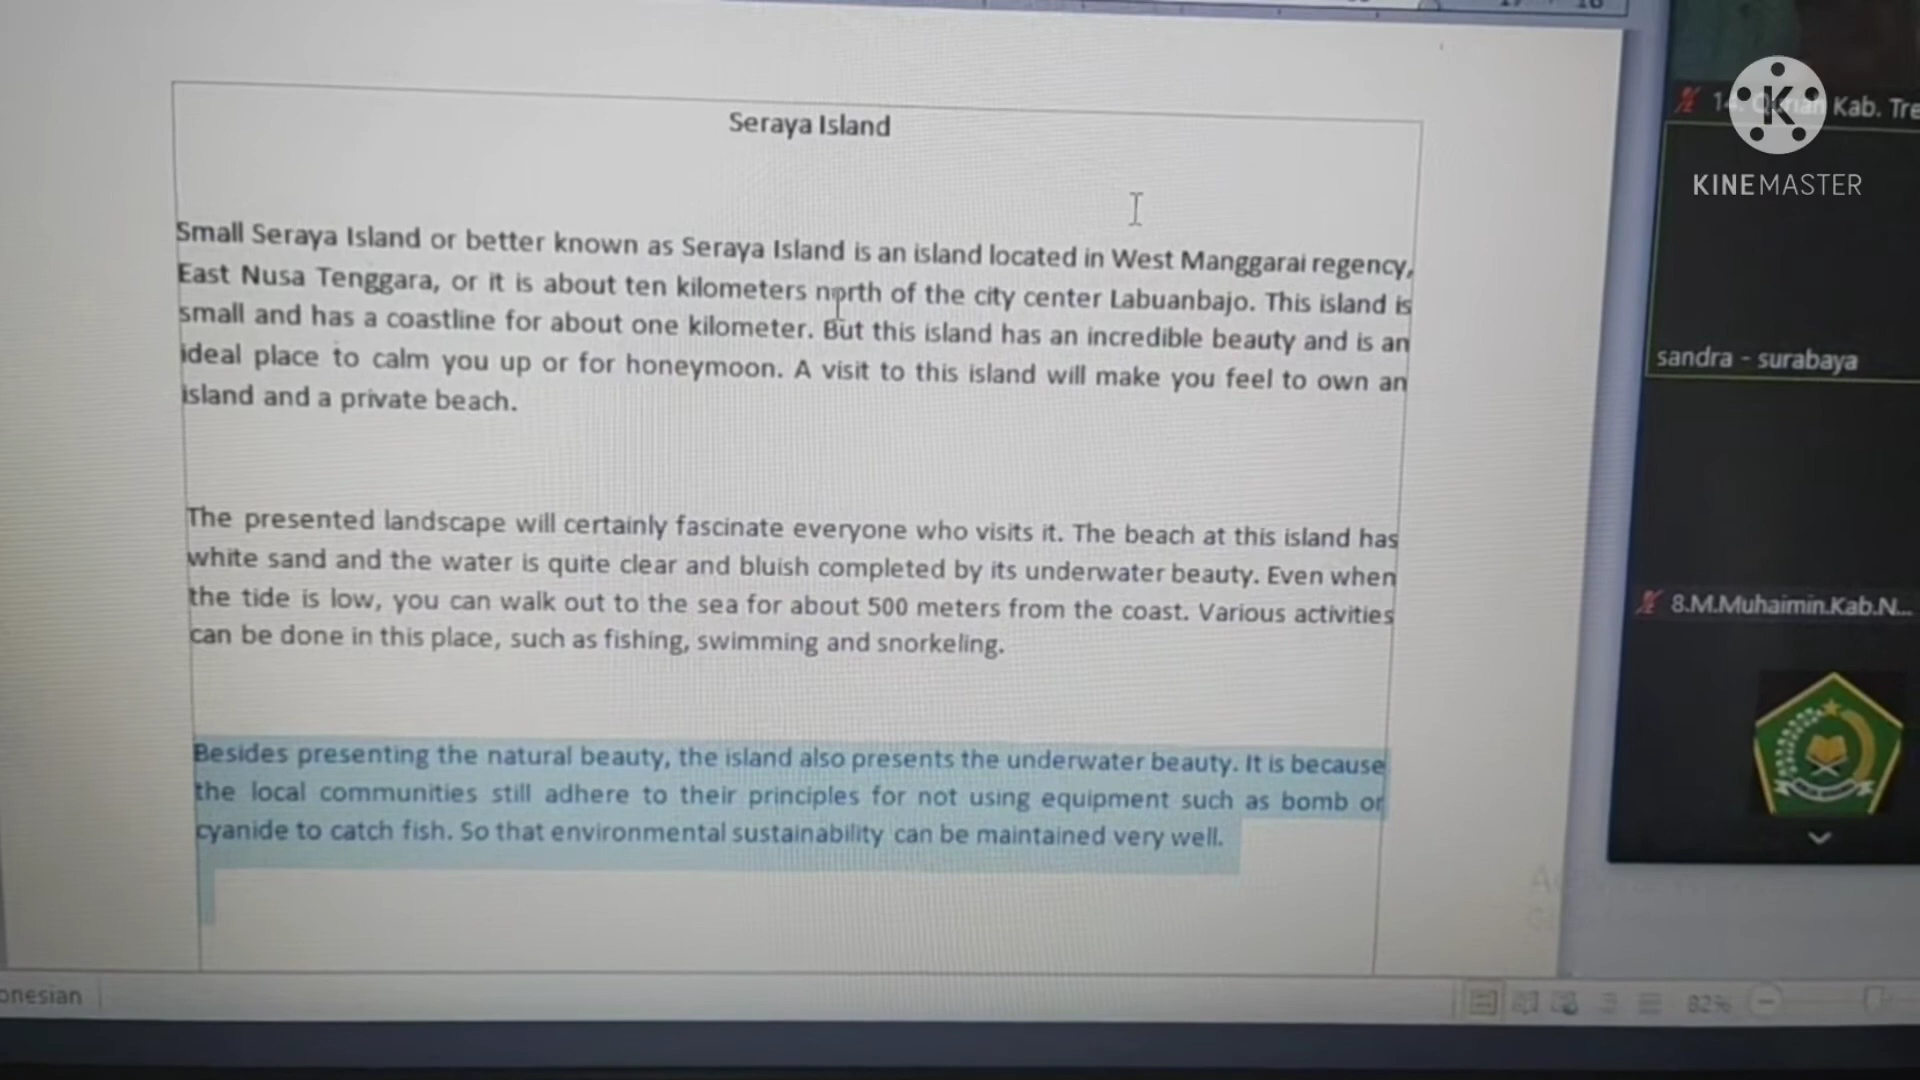 Seraya Island
Small Seraya Island or better known as Seraya Island is an island located in West Manggarai regency,
East Nusa Tenggara, or it is about ten kilometers north of the city center Labuanbajo. This island is
small and has a coastline for about one kilometer. But this island has an incredible beauty and is an
ideal place to calm you up or for honeymoon. A visit to this island will make you feel to own an
island and a private beach.
The presented landscape will certainly fascinate everyone who visits it. The beach at this island has
white sand and the water is quite clear and bluish completed by its underwater beauty. Even when
the tide is low, you can walk out to the sea for about 500 meters from the coast. Various activities
can be done in this place, such as fishing, swimming and snorkeling.
Besides presenting the natural beauty, the island also presents the underwater beauty. It is because
the local communities still adhere to their principles for not using equipment such as bomb or
cyanide to catch fish. So that environmental sustainability can be maintained very well.
onesian
82%
Kab. Tre
KINEMASTER
sandra - surabaya
8.M.Muhaimin.Kab.N...